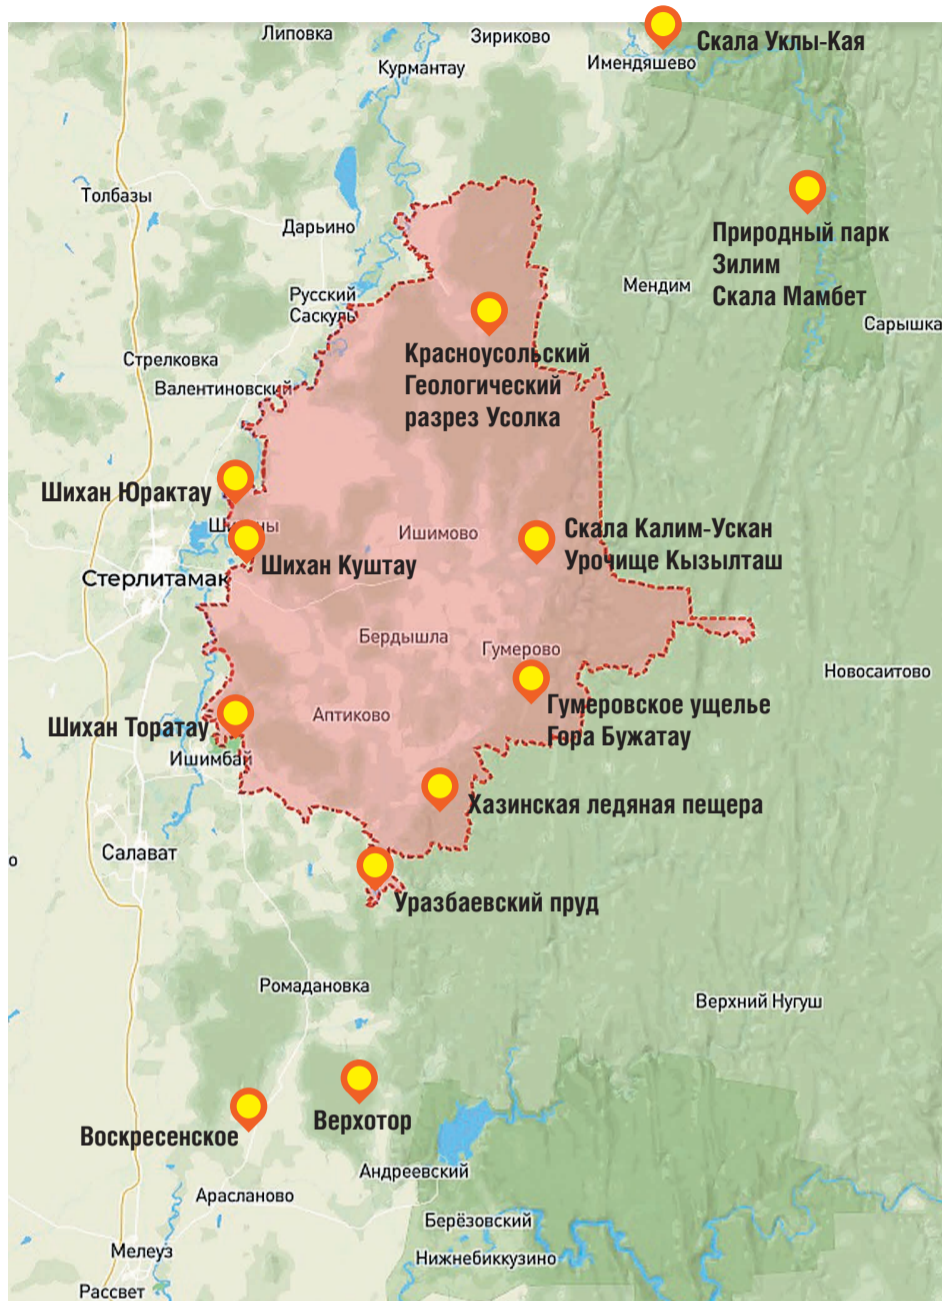 Липовка
Зириково
Скала Уклы-Кая
Имендяшево
Курмантау
Толбазы
Дарьино
Природный парк
Зилим
Скала Мамбет
Мендим
Русский
Саскуль
Сарышка
Красноусольский
Геологический
разрез Усолка
Стрелковка
Валентиновский
Шихан Юрактау
Ишимово
Скала Калим-Ускан
Урочище Кызылташ
Шихан Куштау
Стерлитамак
Бердышла
Гумерово
Новосаитово
Гумеровское ущелье
Гора Бужатау
Шихан Торатау
Аптиково
Ишимбай
Хазинская ледяная пещера
Салават
о
Уразбаевский пруд
Ромадановка
Верхний Нугуш
Воскресенское
Верхотор
Андреевский
Арасланово
Берёзовский
Мелеуз
Нижнебиккузино
Рассвет